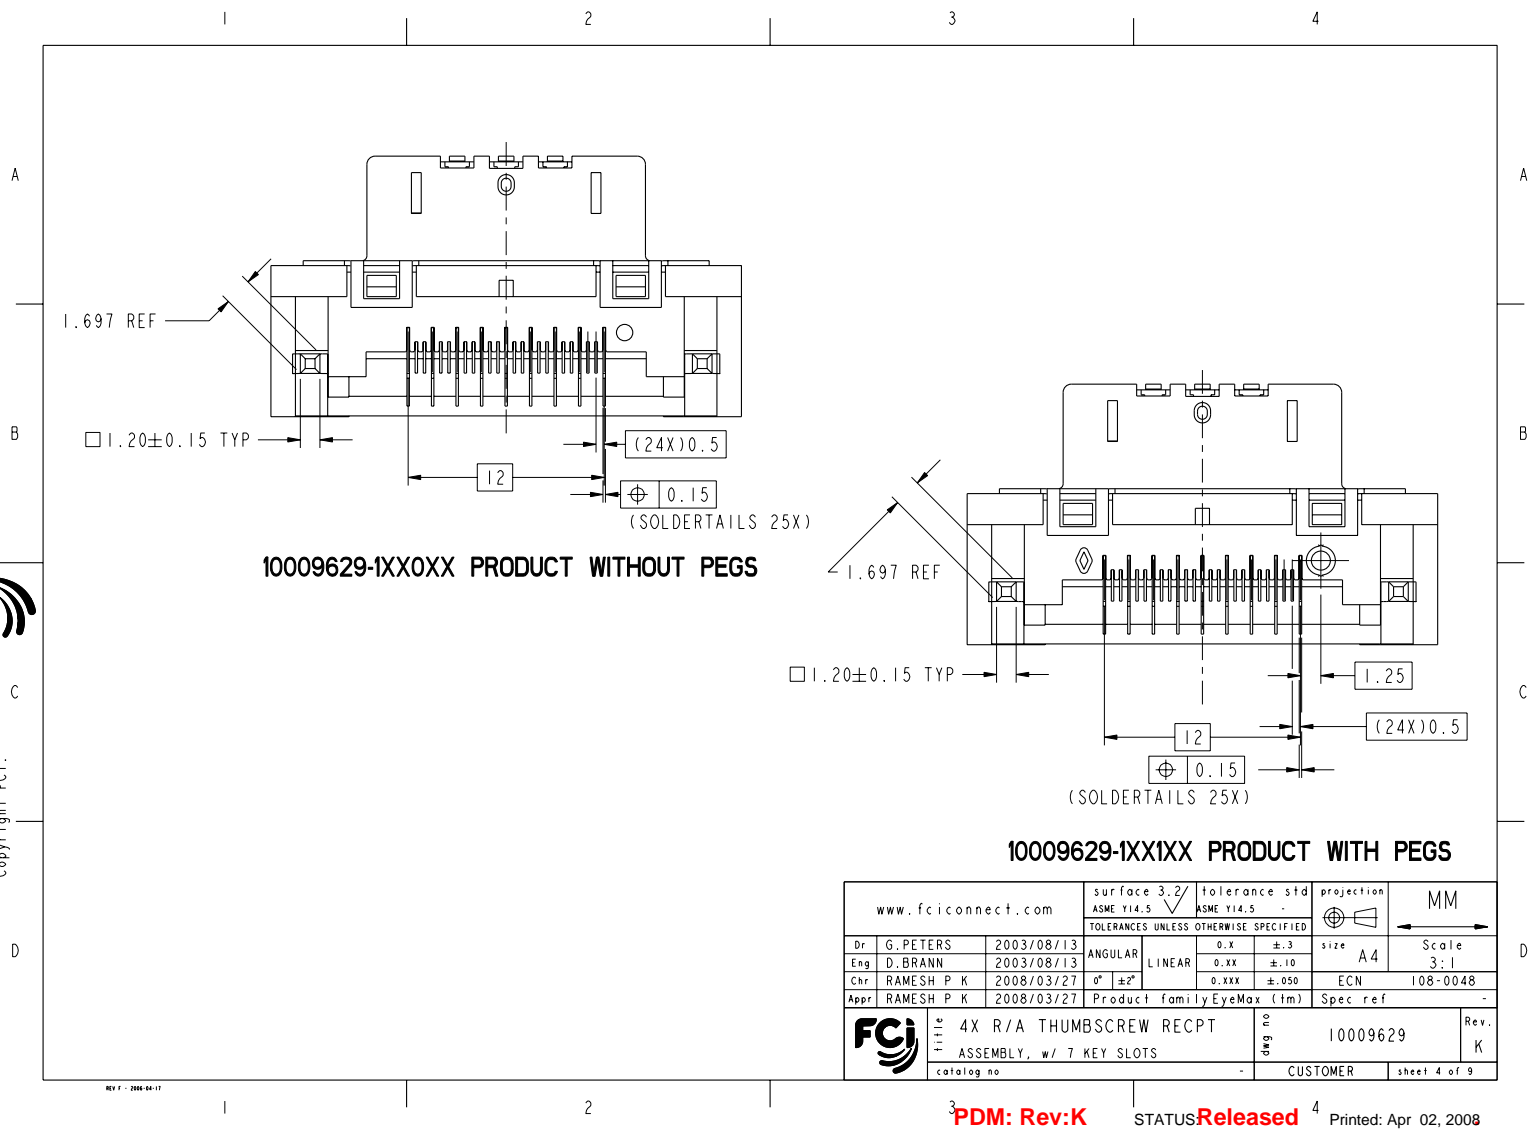 1 2 3 4
A A
1.697 REF
□1.20±0.15 TYP
(24X)0.5
12
⌖ 0.15
(SOLDERTAILS 25X)
10009629-1XX0XX PRODUCT WITHOUT PEGS
B B
1.697 REF
□1.20±0.15 TYP
1.25
(24X)0.5
12
⌖ 0.15
(SOLDERTAILS 25X)
10009629-1XX1XX PRODUCT WITH PEGS
C C
Copyright FCI.
D D
www.fciconnect.com
surface 3.2
ASME Y14.5
tolerance std
ASME Y14.5 -
projection
MM
TOLERANCES UNLESS OTHERWISE SPECIFIED
Dr G.PETERS 2003/08/13
Eng D.BRANN 2003/08/13
Chr RAMESH P K 2008/03/27
Appr RAMESH P K 2008/03/27
ANGULAR
0° ±2°
LINEAR
0.X ±.3
0.XX ±.10
0.XXX ±.050
size A4
Scale
3:1
ECN 108-0048
Product family EyeMax (tm)
Spec ref -
FCi
title
4X R/A THUMBSCREW RECPT
ASSEMBLY, w/ 7 KEY SLOTS
dwg no
10009629
Rev.
K
catalog no -
CUSTOMER
sheet 4 of 9
REV F - 2006-04-17
1 2 3 4
PDM: Rev:K STATUS:Released Printed: Apr 02, 2008